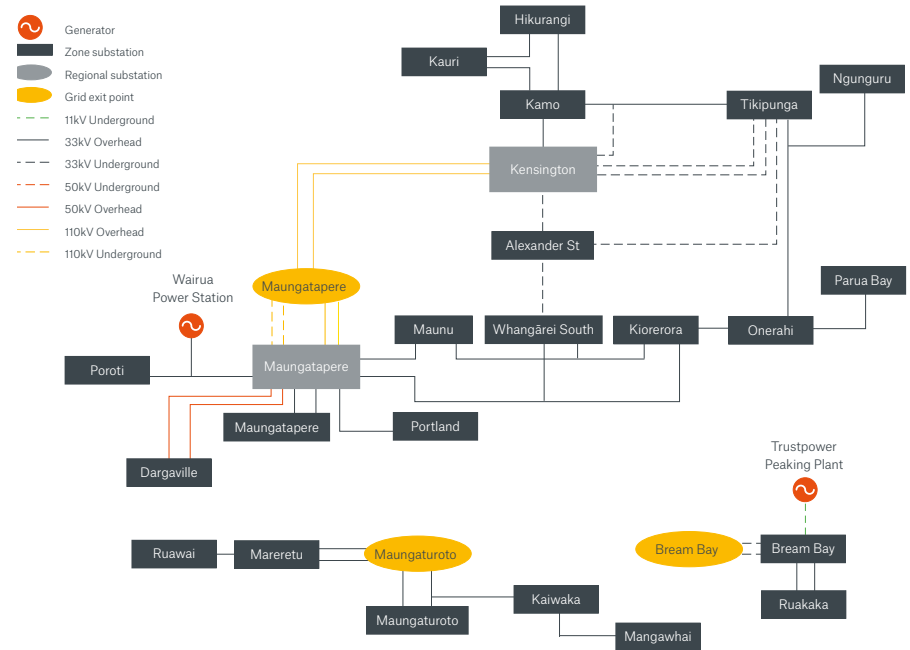 Generator
Zone substation
Regional substation
Grid exit point
11kV Underground
33kV Overhead
33kV Underground
50kV Underground
50kV Overhead
110kV Overhead
110kV Underground
Hikurangi
Kauri
Ngunguru
Kamo
Tikipunga
Kensington
Alexander St
Wairua
Power Station
Maungatapere
Parua Bay
Maunu
Whangārei South
Kiorerora
Onerahi
Poroti
Maungatapere
Maungatapere
Portland
Dargaville
Trustpower
Peaking Plant
Ruawai
Mareretu
Maungaturoto
Bream Bay
Bream Bay
Kaiwaka
Ruakaka
Maungaturoto
Mangawhai